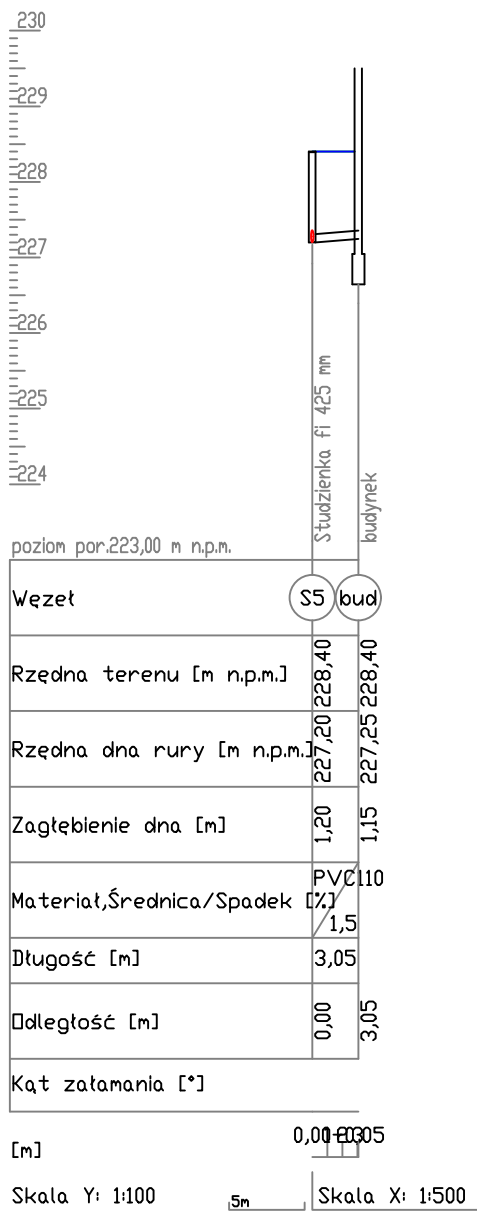 230
229
228
227
226
225
224
Studzienka fi 425 mm
budynek
poziom por.223,00 m n.p.m.
Węzeł S5 bud
Rzędna terenu [m n.p.m.] 228,40 228,40
Rzędna dna rury [m n.p.m.] 227,20 227,25
Zagłębienie dna [m] 1,20 1,15
Materiał,Średnica/Spadek [%] PVC110 1,5
Długość [m] 3,05
Odległość [m] 0,00 3,05
Kąt załamania [°]
[m] 0,00
Skala Y: 1:100 5m Skala X: 1:500